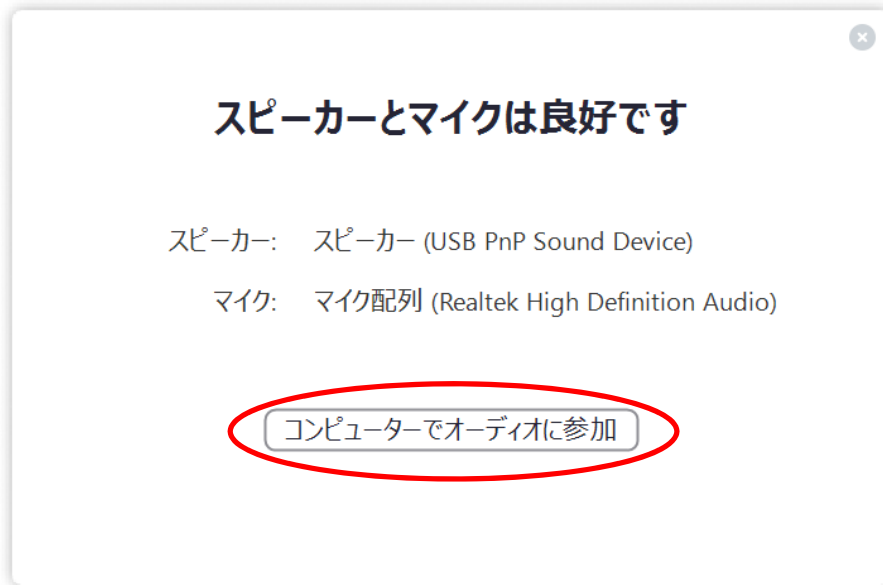 スピーカーとマイクは良好です
スピーカー: スピーカー (USB PnP Sound Device)
マイク: マイク配列 (Realtek High Definition Audio)
コンピューターでオーディオに参加